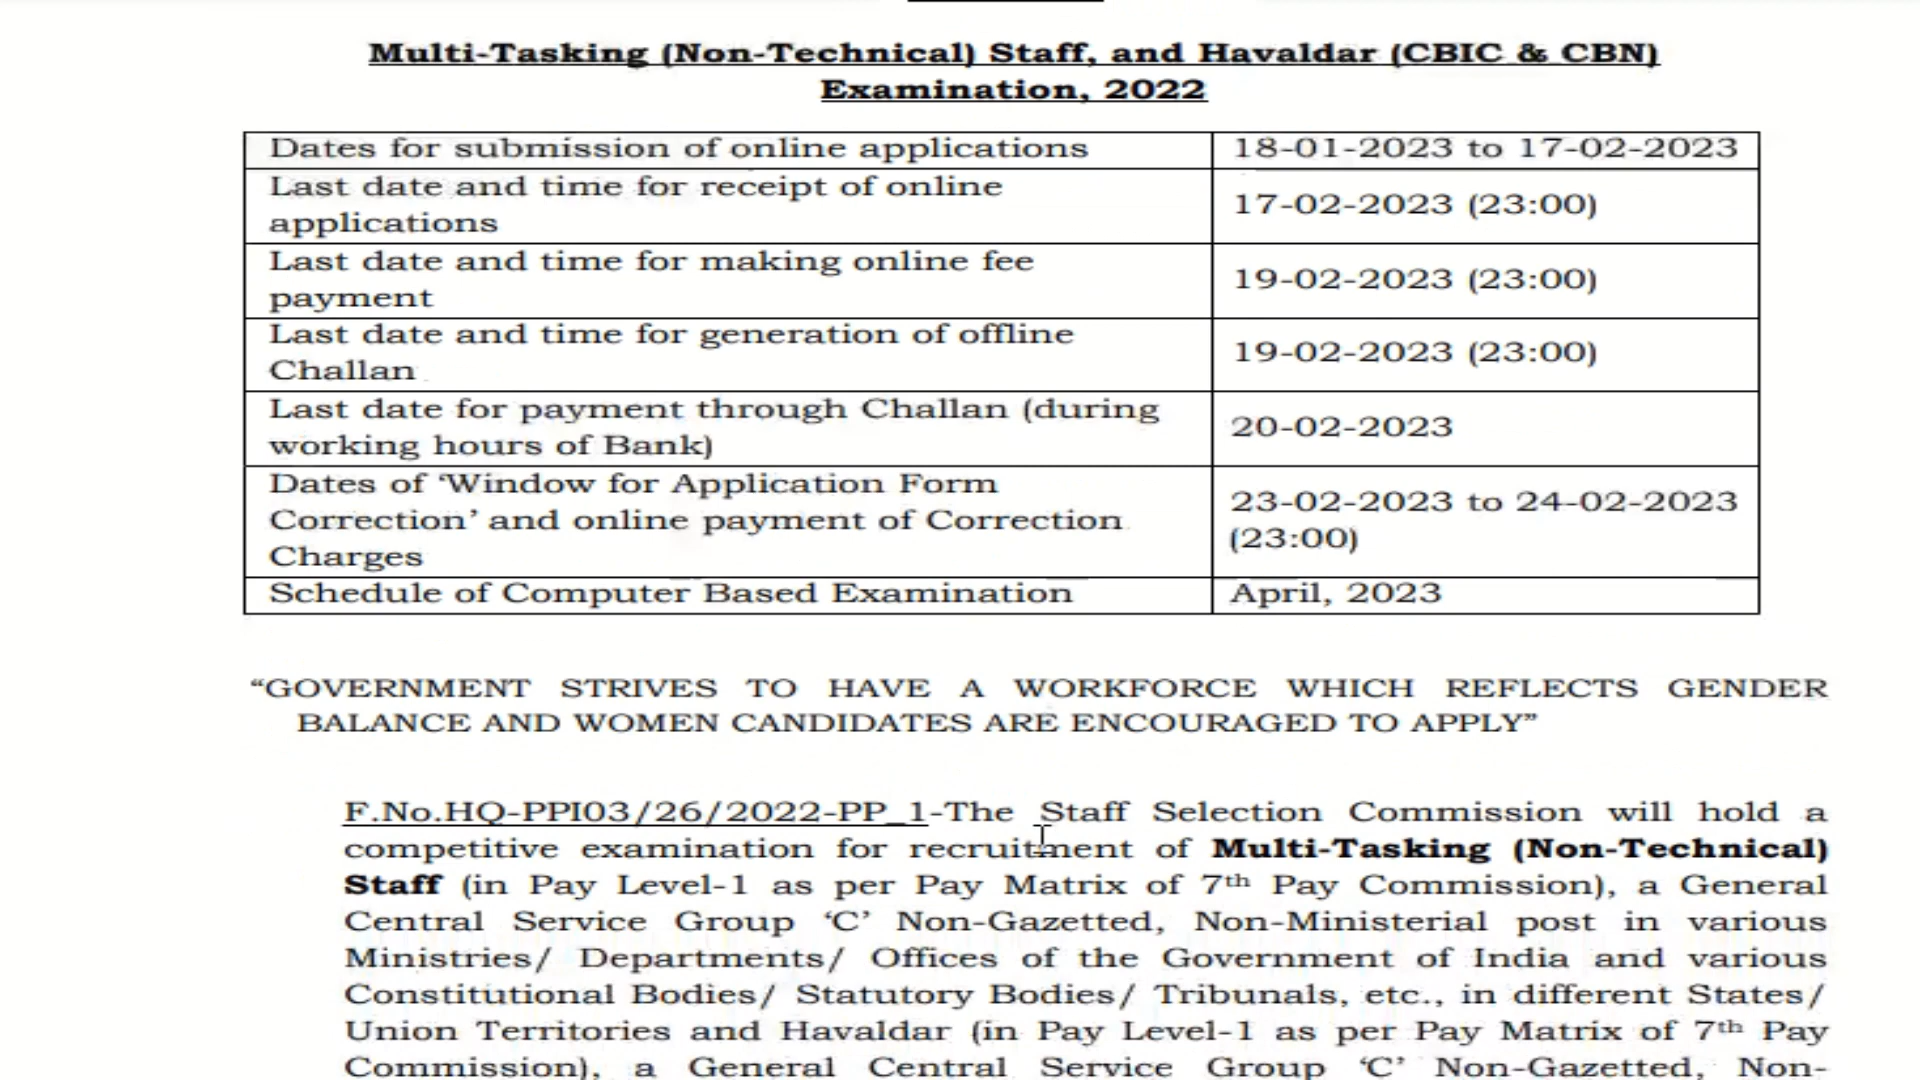 Multi-Tasking (Non-Technical) Staff, and Havaldar (CBIC & CBN)
Examination, 2022
Dates for submission of online applications
18-01-2023 to 17-02-2023
Last date and time for receipt of online
applications
17-02-2023 (23:00)
Last date and time for making online fee
payment
19-02-2023 (23:00)
Last date and time for generation of offline
Challan
19-02-2023 (23:00)
Last date for payment through Challan (during
working hours of Bank)
20-02-2023
Dates of ‘Window for Application Form
Correction’ and online payment of Correction
Charges
23-02-2023 to 24-02-2023
(23:00)
Schedule of Computer Based Examination
April, 2023
“GOVERNMENT STRIVES TO HAVE A WORKFORCE WHICH REFLECTS GENDER
BALANCE AND WOMEN CANDIDATES ARE ENCOURAGED TO APPLY”
F.No.HQ-PPI03/26/2022-PP_1-The Staff Selection Commission will hold a
competitive examination for recruitment of Multi-Tasking (Non-Technical)
Staff (in Pay Level-1 as per Pay Matrix of 7th Pay Commission), a General
Central Service Group ‘C’ Non-Gazetted, Non-Ministerial post in various
Ministries/ Departments/ Offices of the Government of India and various
Constitutional Bodies/ Statutory Bodies/ Tribunals, etc., in different States/
Union Territories and Havaldar (in Pay Level-1 as per Pay Matrix of 7th Pay
Commission), a General Central Service Group ‘C’ Non-Gazetted, Non-